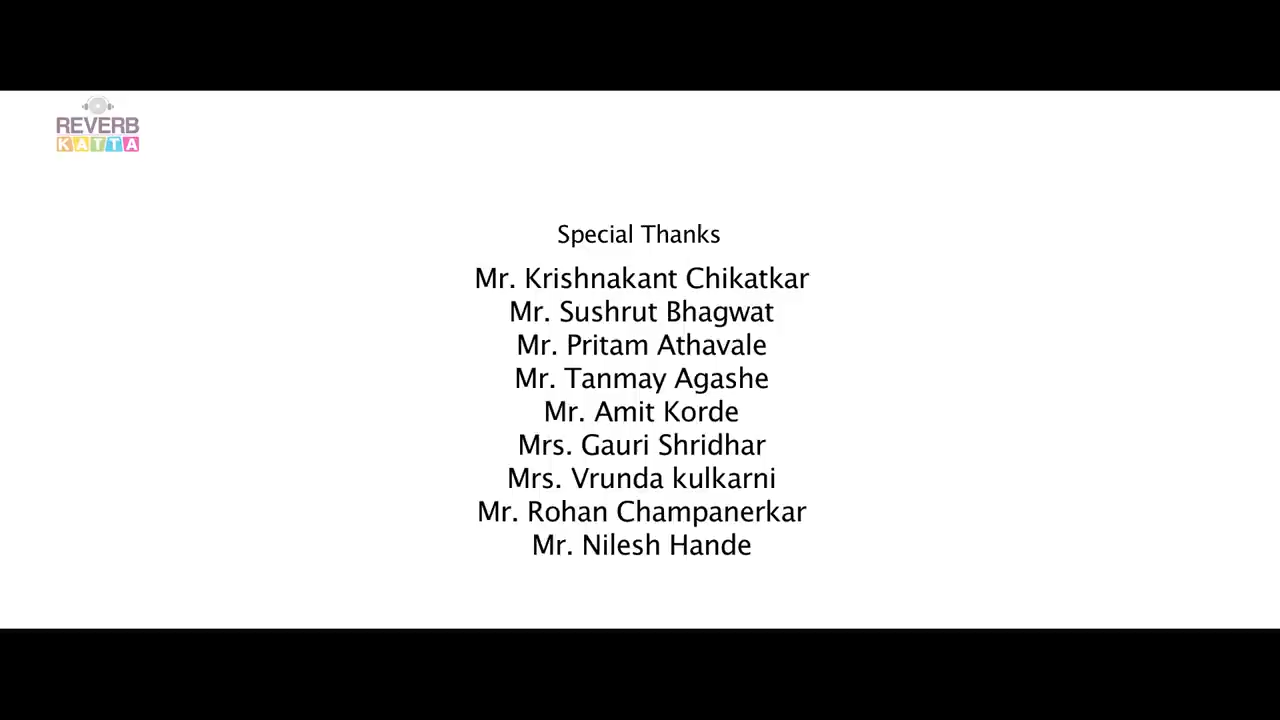 REVERB
KATTA
Special Thanks
Mr. Krishnakant Chikatkar
Mr. Sushrut Bhagwat
Mr. Pritam Athavale
Mr. Tanmay Agashe
Mr. Amit Korde
Mrs. Gauri Shridhar
Mrs. Vrunda kulkarni
Mr. Rohan Champanerkar
Mr. Nilesh Hande